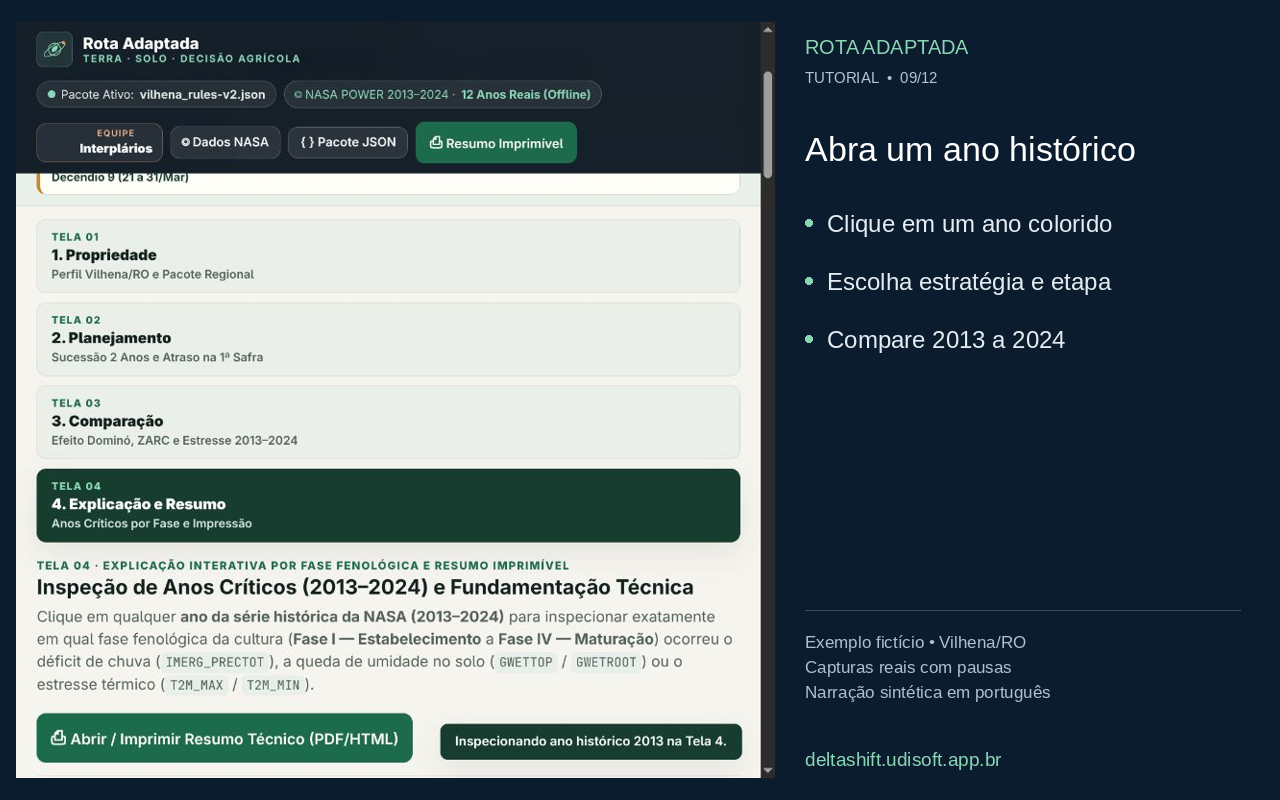 Rota Adaptada
TERRA · SOLO · DECISÃO AGRÍCOLA
Pacote Ativo: vilhena_rules-v2.json
NASA POWER 2013–2024 · 12 Anos Reais (Offline)
EQUIPE
Interplários
Dados NASA
{ } Pacote JSON
Resumo Imprimível
Decêndio 9 (21 a 31/Mar)
TELA 01
1. Propriedade
Perfil Vilhena/RO e Pacote Regional
TELA 02
2. Planejamento
Sucessão 2 Anos e Atraso na 1ª Safra
TELA 03
3. Comparação
Efeito Dominó, ZARC e Estresse 2013–2024
TELA 04
4. Explicação e Resumo
Anos Críticos por Fase e Impressão
TELA 04 · EXPLICAÇÃO INTERATIVA POR FASE FENOLÓGICA E RESUMO IMPRIMÍVEL
Inspeção de Anos Críticos (2013–2024) e Fundamentação Técnica
Clique em qualquer ano da série histórica da NASA (2013–2024) para inspecionar exatamente
em qual fase fenológica da cultura (Fase I — Estabelecimento a Fase IV — Maturação) ocorreu o
déficit de chuva ( IMERG_PRECTOT ), a queda de umidade no solo ( GWETTOP / GWETROOT ) ou o
estresse térmico ( T2M_MAX / T2M_MIN ).
Abrir / Imprimir Resumo Técnico (PDF/HTML)
Inspecionando ano histórico 2013 na Tela 4.
ROTA ADAPTADA
TUTORIAL • 09/12
Abra um ano histórico
• Clique em um ano colorido
• Escolha estratégia e etapa
• Compare 2013 a 2024
Exemplo fictício • Vilhena/RO
Capturas reais com pausas
Narração sintética em português
deltashift.udisoft.app.br